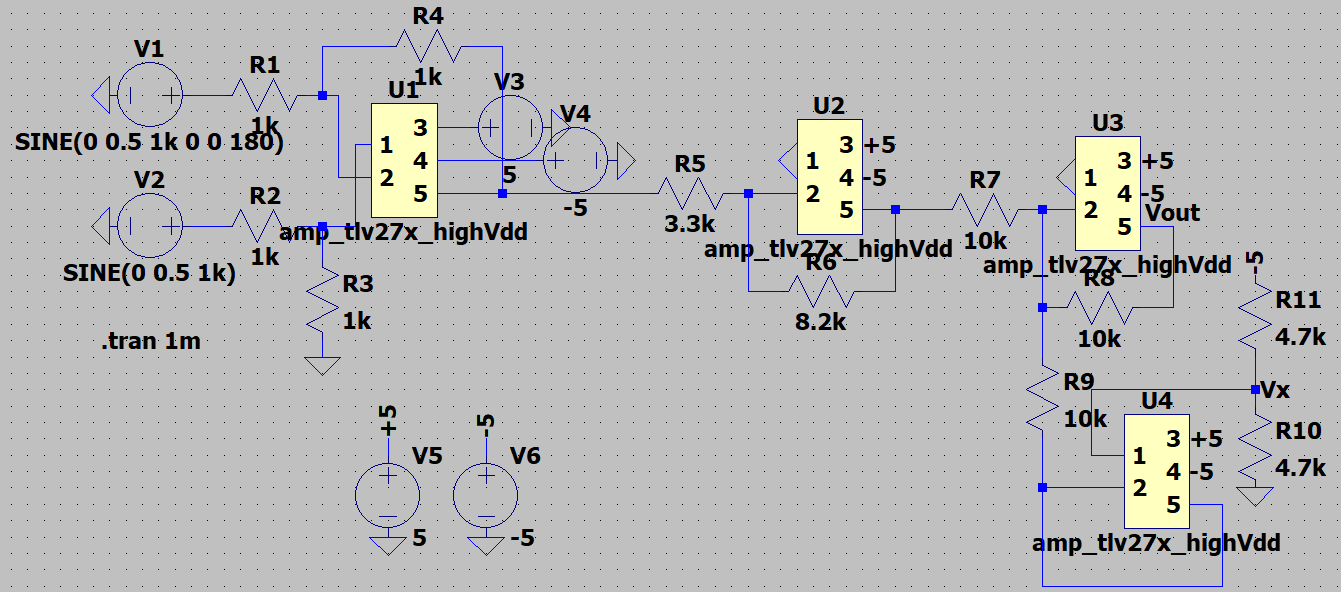 R4
V1
R1
1k
U1
V3
1k
V4
SINE(0 0.5 1k 0 0 180)
3
1
4
2
5
5
-5
amp_tlv27x_highVdd
V2
R2
1k
SINE(0 0.5 1k)
R3
1k
.tran 1m
R5
3.3k
U2
3
+5
1
4
-5
2
5
amp_tlv27x_highVdd
R6
8.2k
R7
10k
U3
3
+5
1
4
-5
2
5
Vout
amp_tlv27x_highVdd
R8
10k
-5
R11
4.7k
R9
10k
Vx
U4
3
+5
1
4
-5
2
5
amp_tlv27x_highVdd
R10
4.7k
+5
V5
5
-5
V6
-5